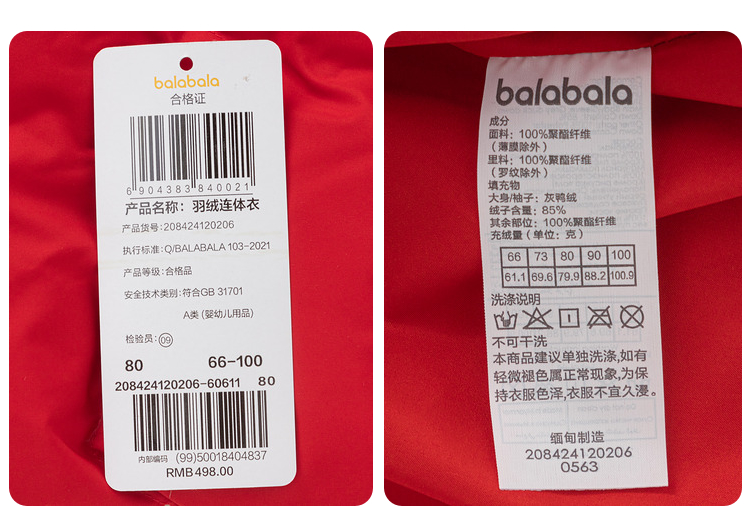 balabala
合格证
6 904383 840021
产品名称：羽绒连体衣
产品货号：208424120206
执行标准：Q/BALABALA 103-2021
产品等级：合格品
安全技术类别：符合GB 31701
A类 (婴幼儿用品)
检验员：09
80 66-100
208424120206-60611 80
内部编码 (99)50018404837
RMB498.00
balabala
成分
面料：100%聚酯纤维
（薄膜除外）
里料：100%聚酯纤维
（罗纹除外）
填充物
大身/袖子：灰鸭绒
绒子含量：85%
其余部位：100%聚酯纤维
充绒量（单位：克）
66 73 80 90 100
61.1 69.6 79.9 88.2 100.9
洗涤说明
不可干洗
本商品建议单独洗涤,如有
轻微褪色属正常现象,为保
持衣服色泽,衣服不宜久浸。
缅甸制造
208424120206
0563